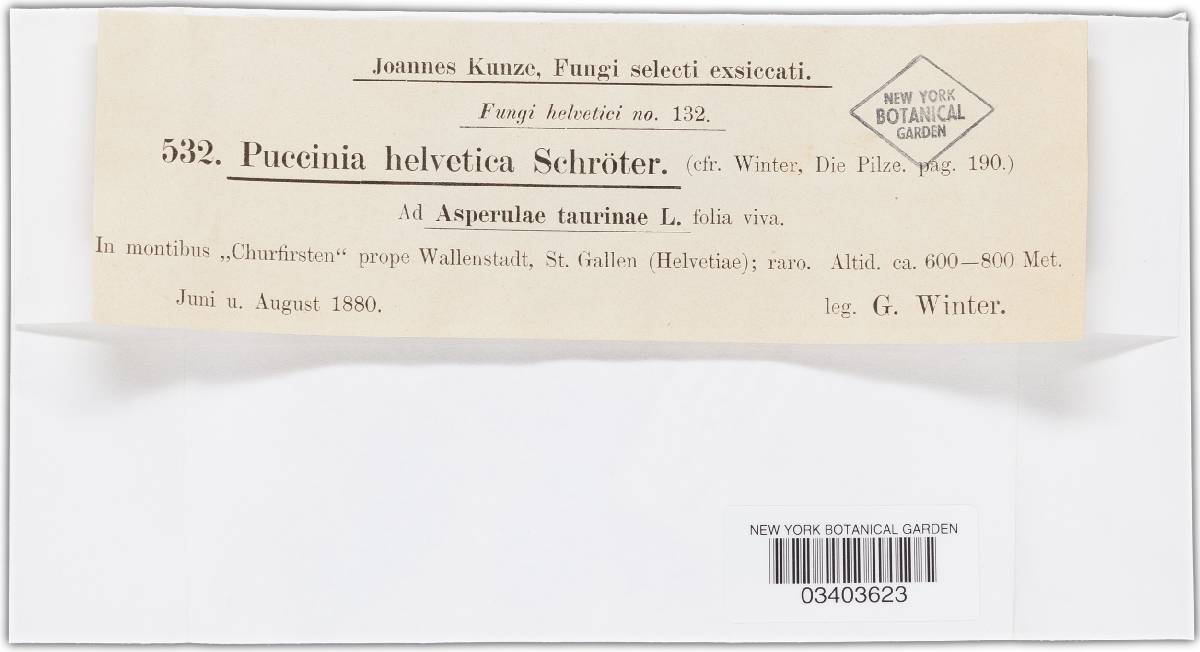 Joannes Kunze, Fungi selecti exsiccati.
Fungi helvetici no. 132.
NEW YORK
BOTANICAL
GARDEN
532. Puccinia helvetica Schröter. (cfr. Winter, Die Pilze. pag. 190.)
Ad Asperulae taurinae L. folia viva.
In montibus „Churfirsten“ prope Wallenstadt, St. Gallen (Helvetiae); raro. Altid. ca. 600—800 Met.
Juni u. August 1880. leg. G. Winter.
NEW YORK BOTANICAL GARDEN
03403623